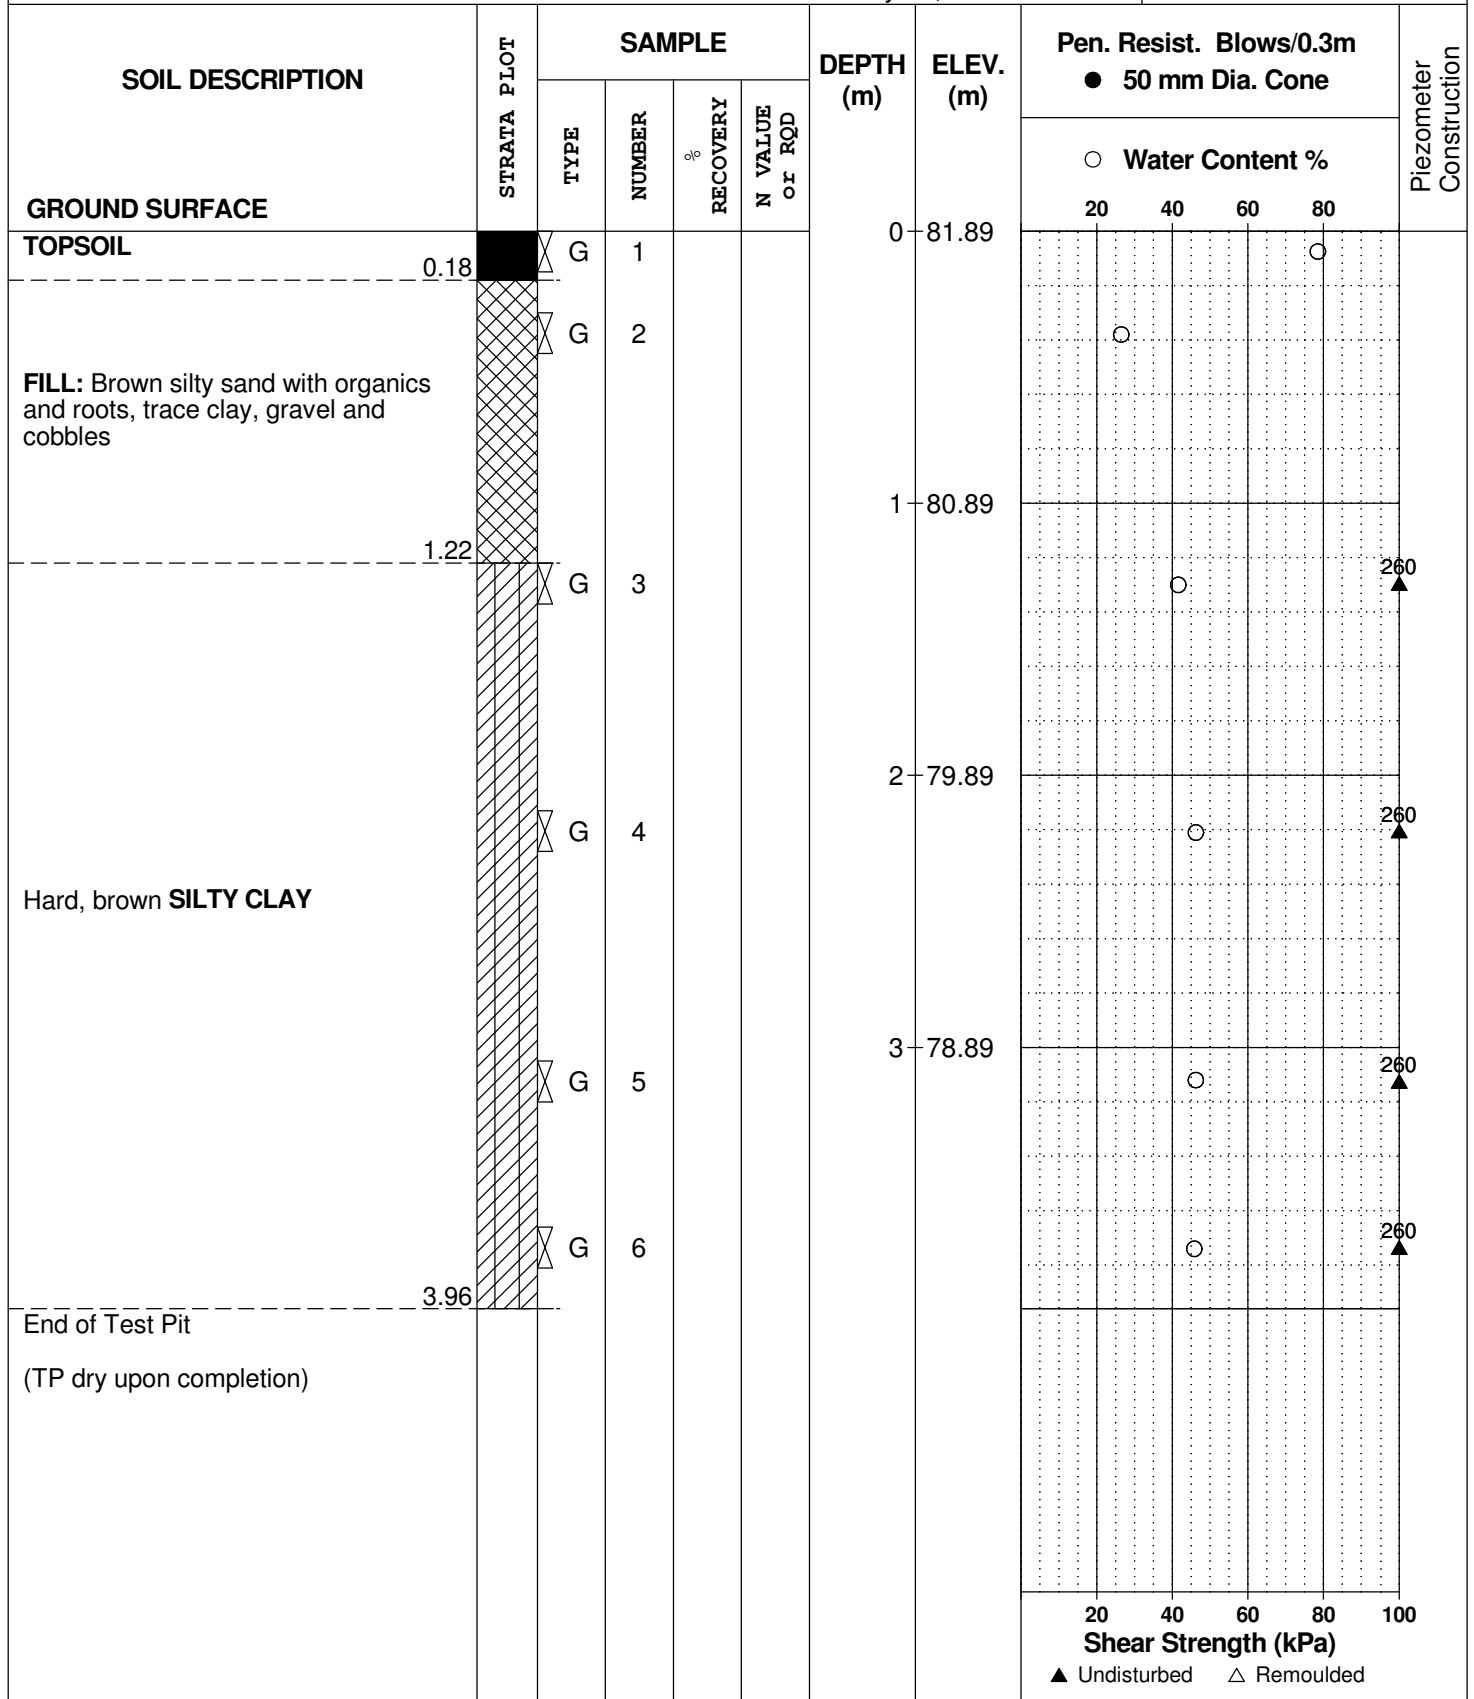 SOIL DESCRIPTION
GROUND SURFACE
STRATA PLOT
SAMPLE
TYPE
NUMBER
%
RECOVERY
N VALUE
or RQD
DEPTH
(m)
ELEV.
(m)
Pen. Resist. Blows/0.3m
● 50 mm Dia. Cone
○ Water Content %
20 40 60 80
Piezometer
Construction
TOPSOIL
0.18
G 1
0 81.89
G 2
FILL: Brown silty sand with organics
and roots, trace clay, gravel and
cobbles
1 80.89
1.22
G 3
260
2 79.89
G 4
260
Hard, brown SILTY CLAY
3 78.89
G 5
260
G 6
260
3.96
End of Test Pit
(TP dry upon completion)
20 40 60 80 100
Shear Strength (kPa)
▲ Undisturbed △ Remoulded